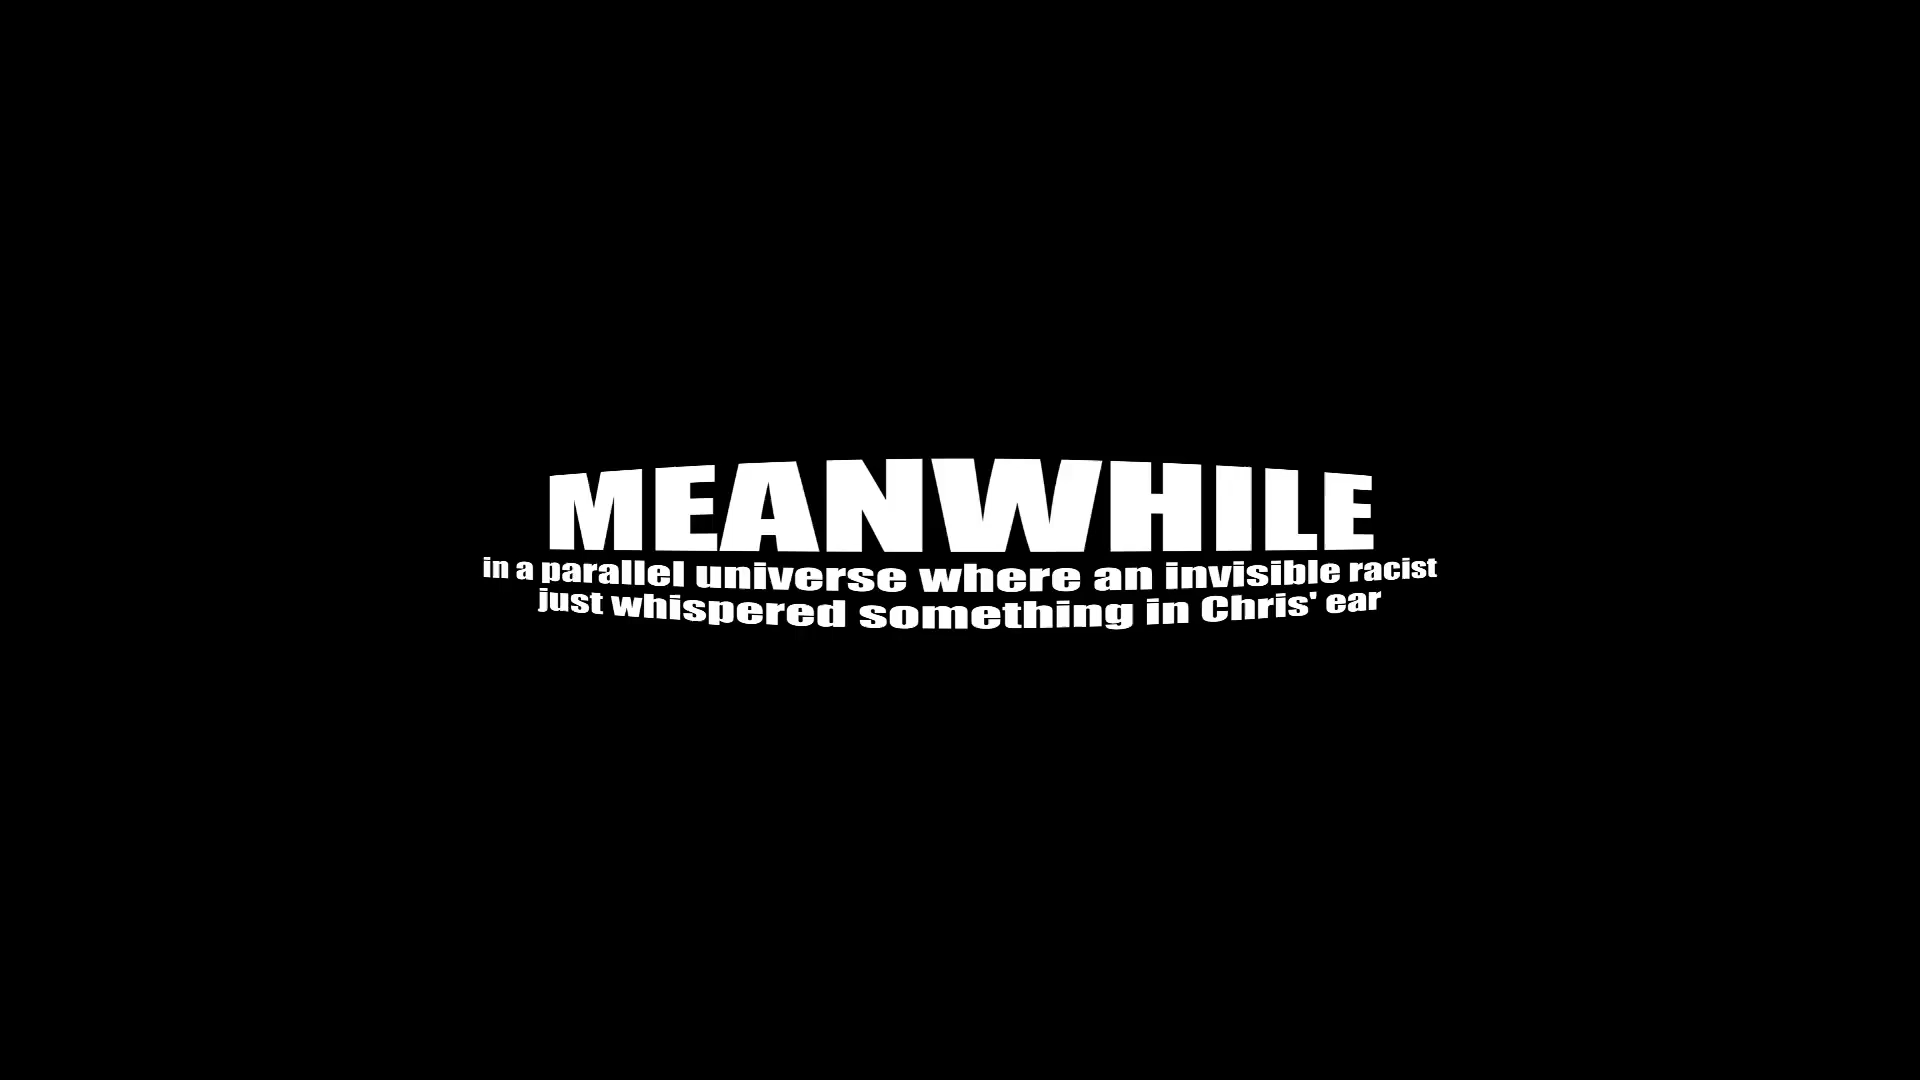 MEANWHILE
in a parallel universe where an invisible racist
just whispered something in Chris' ear